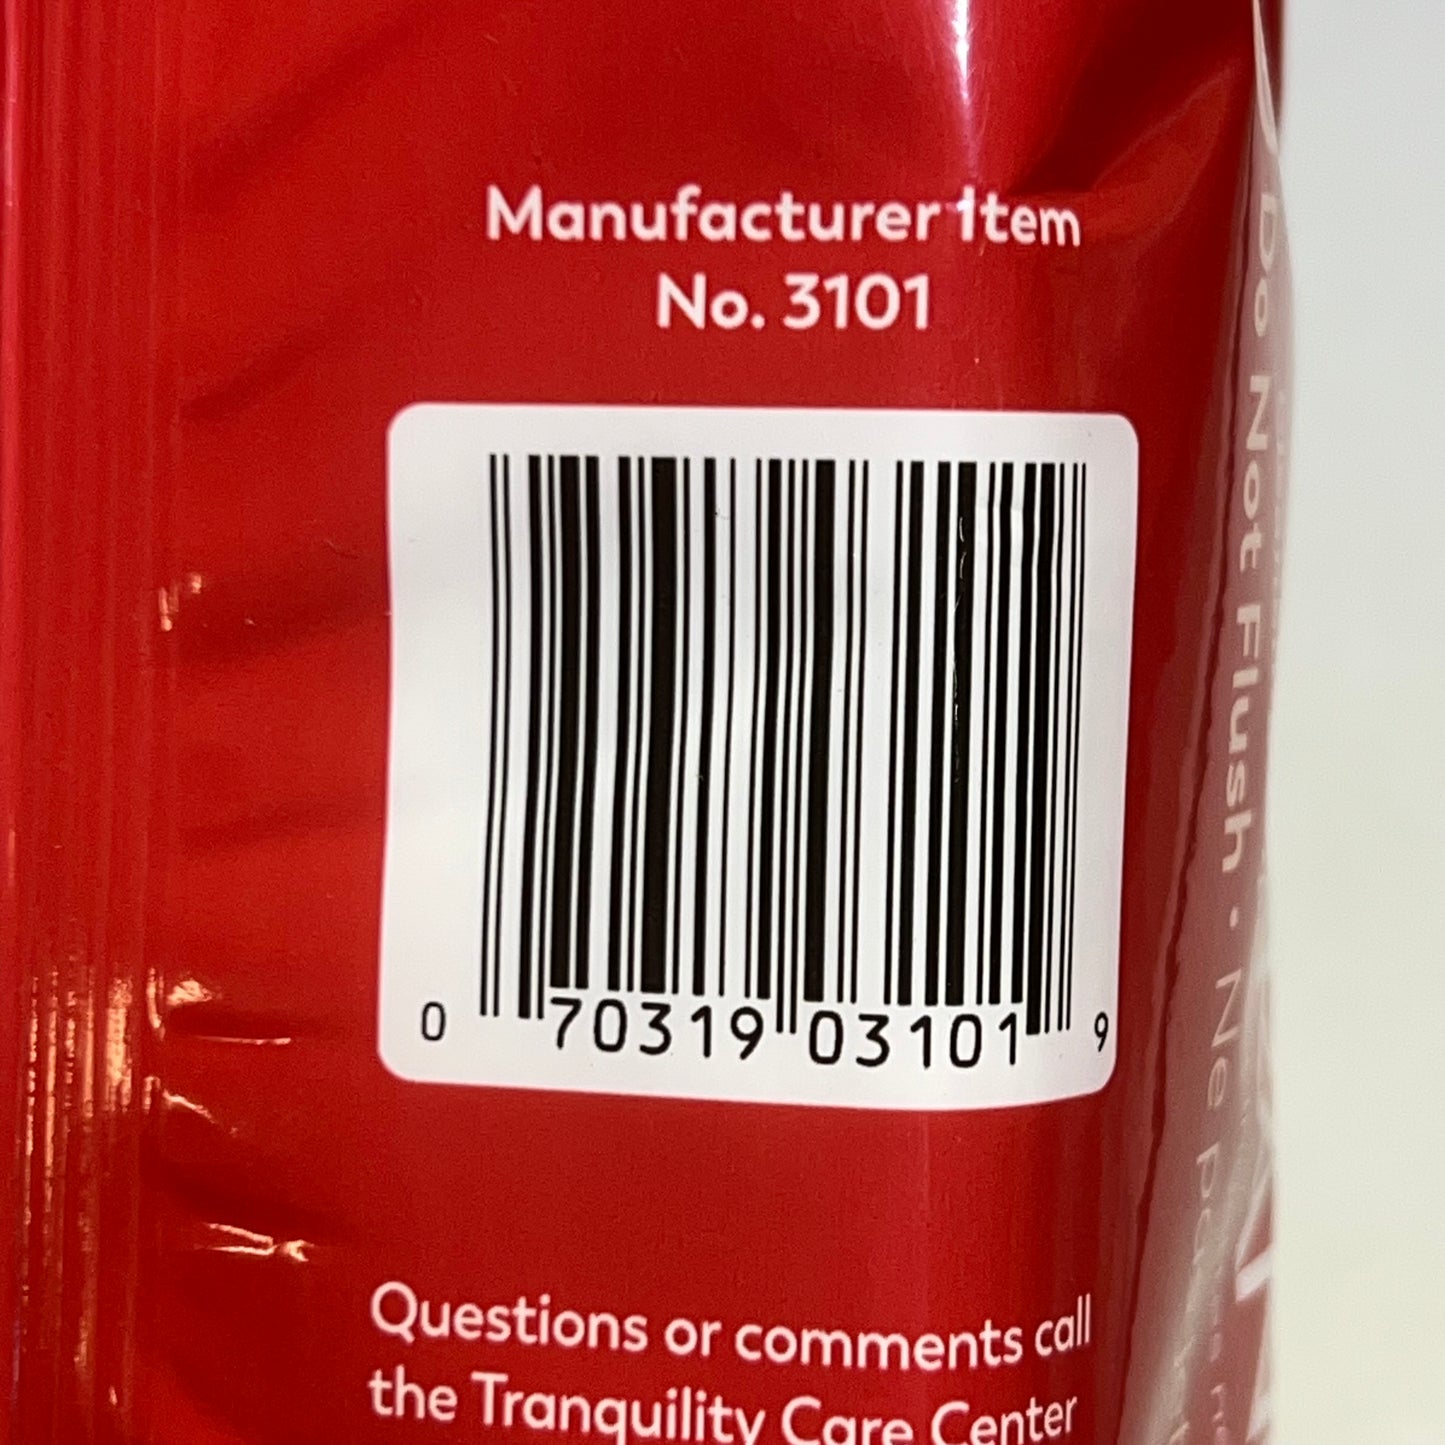 Manufacturer Item
No. 3101
0 70319 03101 9
Questions or comments call
the Tranquility Care Center
Do Not Flush · Ne pa